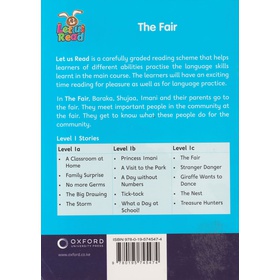 Let us
Read
The Fair
Let us Read is a carefully graded reading scheme that
helps learners of different abilities practise the language skills
learnt in the main course. The learners will have an exciting
time reading for pleasure as well as for language practice.
In The Fair, Baraka, Shujaa, Imani and their parents go to the
fair. They meet important people in the community at the
fair. They get to know what these people do for the
community.
Level 1 Stories
Level 1a
• A Classroom at Home
• Family Surprise
• No more Germs
• The Big Drawing
• The Storm
Level 1b
• Princess Imani
• A Visit to the Park
• A Day without Numbers
• Tick-tock
• What a Day at School!
Level 1c
• The Fair
• Stranger Danger
• Giraffe Wants to Dance
• The Nest
• Treasure Hunters
OXFORD
UNIVERSITY PRESS
www.oxford.co.ke